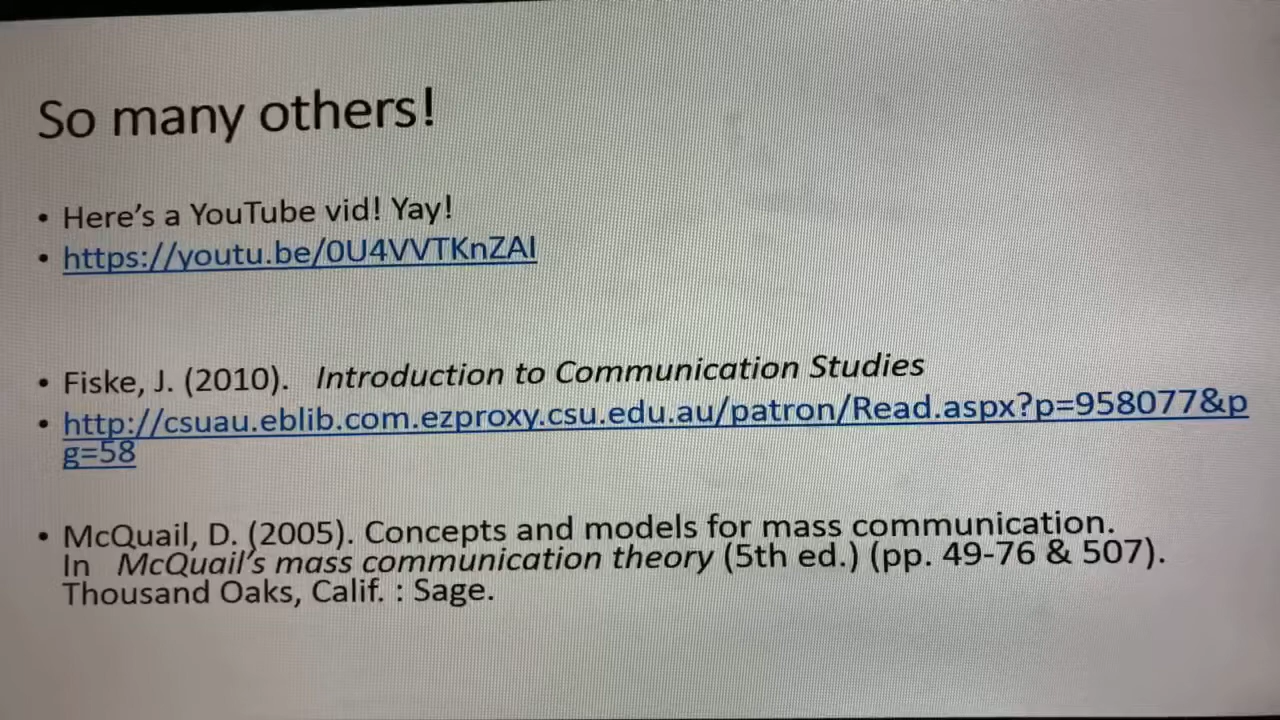 So many others!
• Here's a YouTube vid! Yay!
• https://youtu.be/0U4VVTKnZAI
• Fiske, J. (2010). Introduction to Communication Studies
• http://csuau.eblib.com.ezproxy.csu.edu.au/patron/Read.aspx?p=958077&p
g=58
• McQuail, D. (2005). Concepts and models for mass communication.
In McQuail's mass communication theory (5th ed.) (pp. 49-76 & 507).
Thousand Oaks, Calif. : Sage.